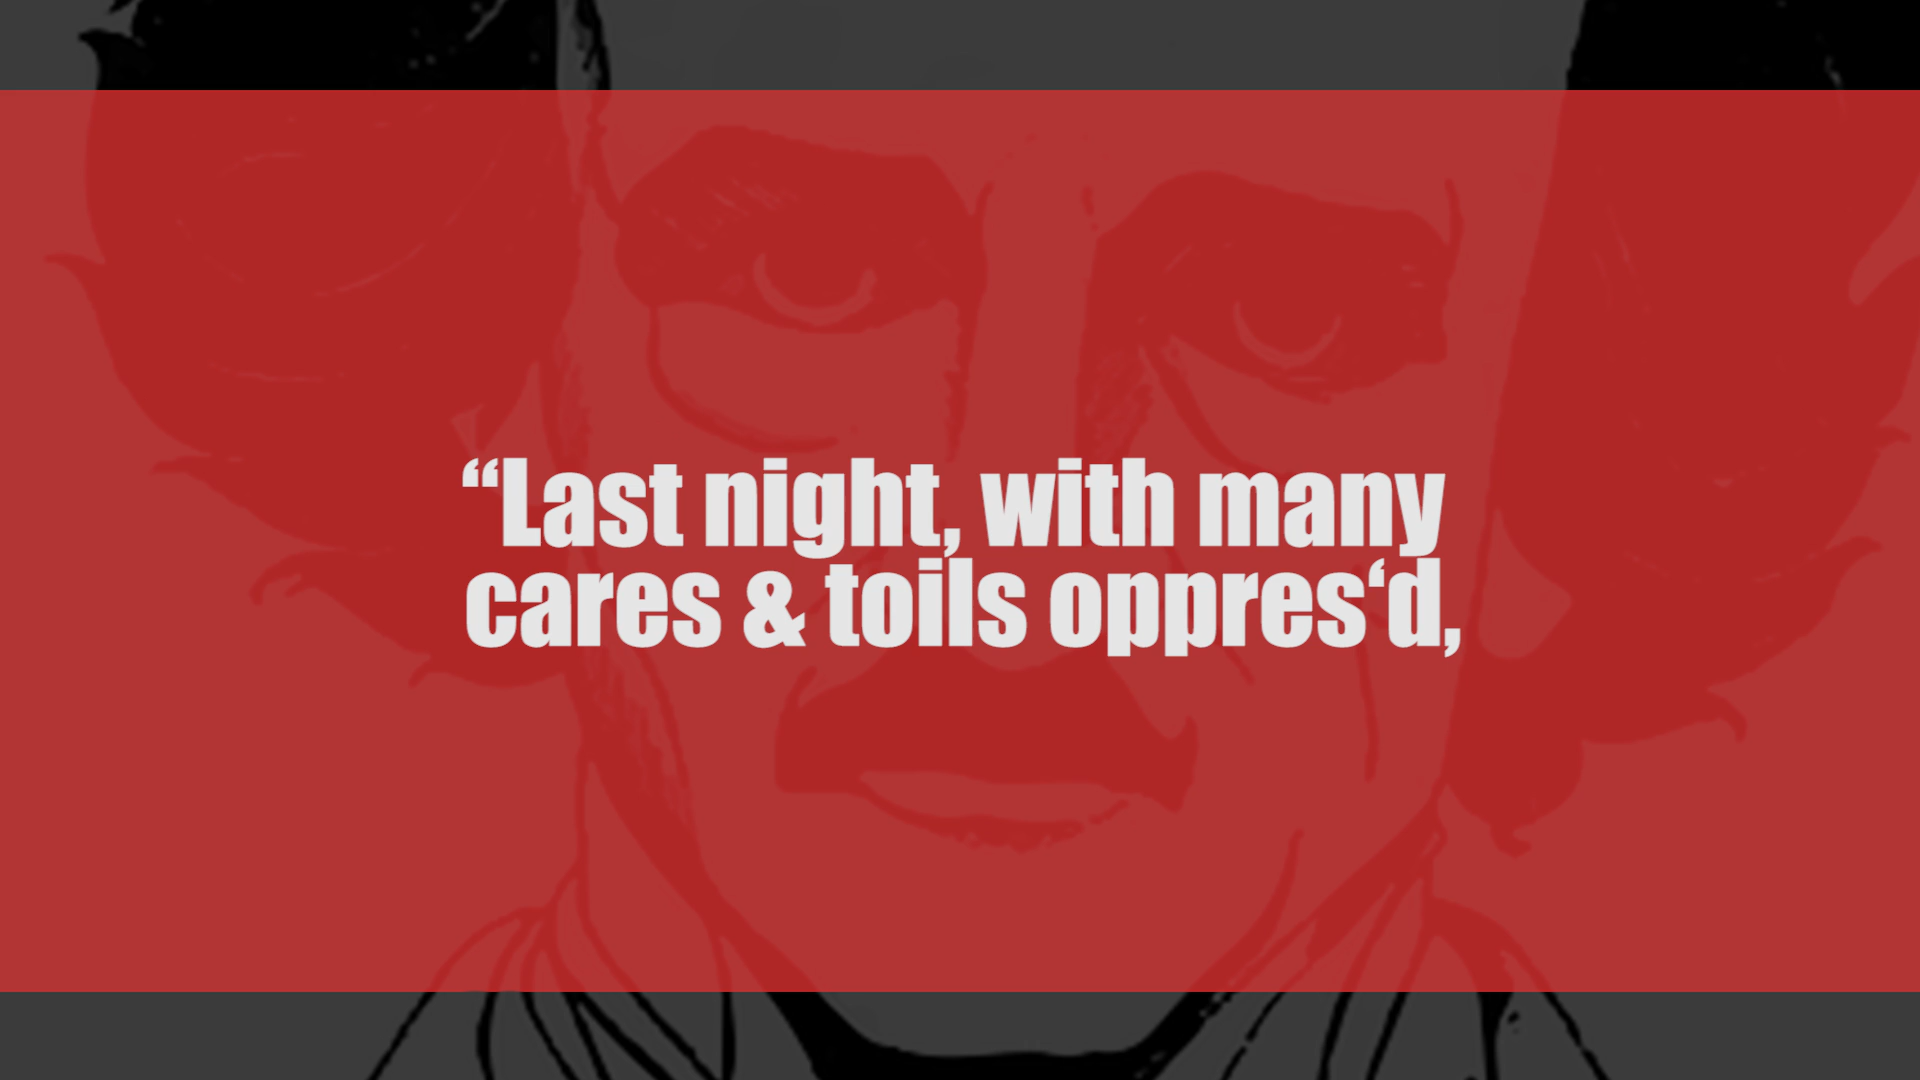 “Last night, with many
cares & toils oppres‘d,